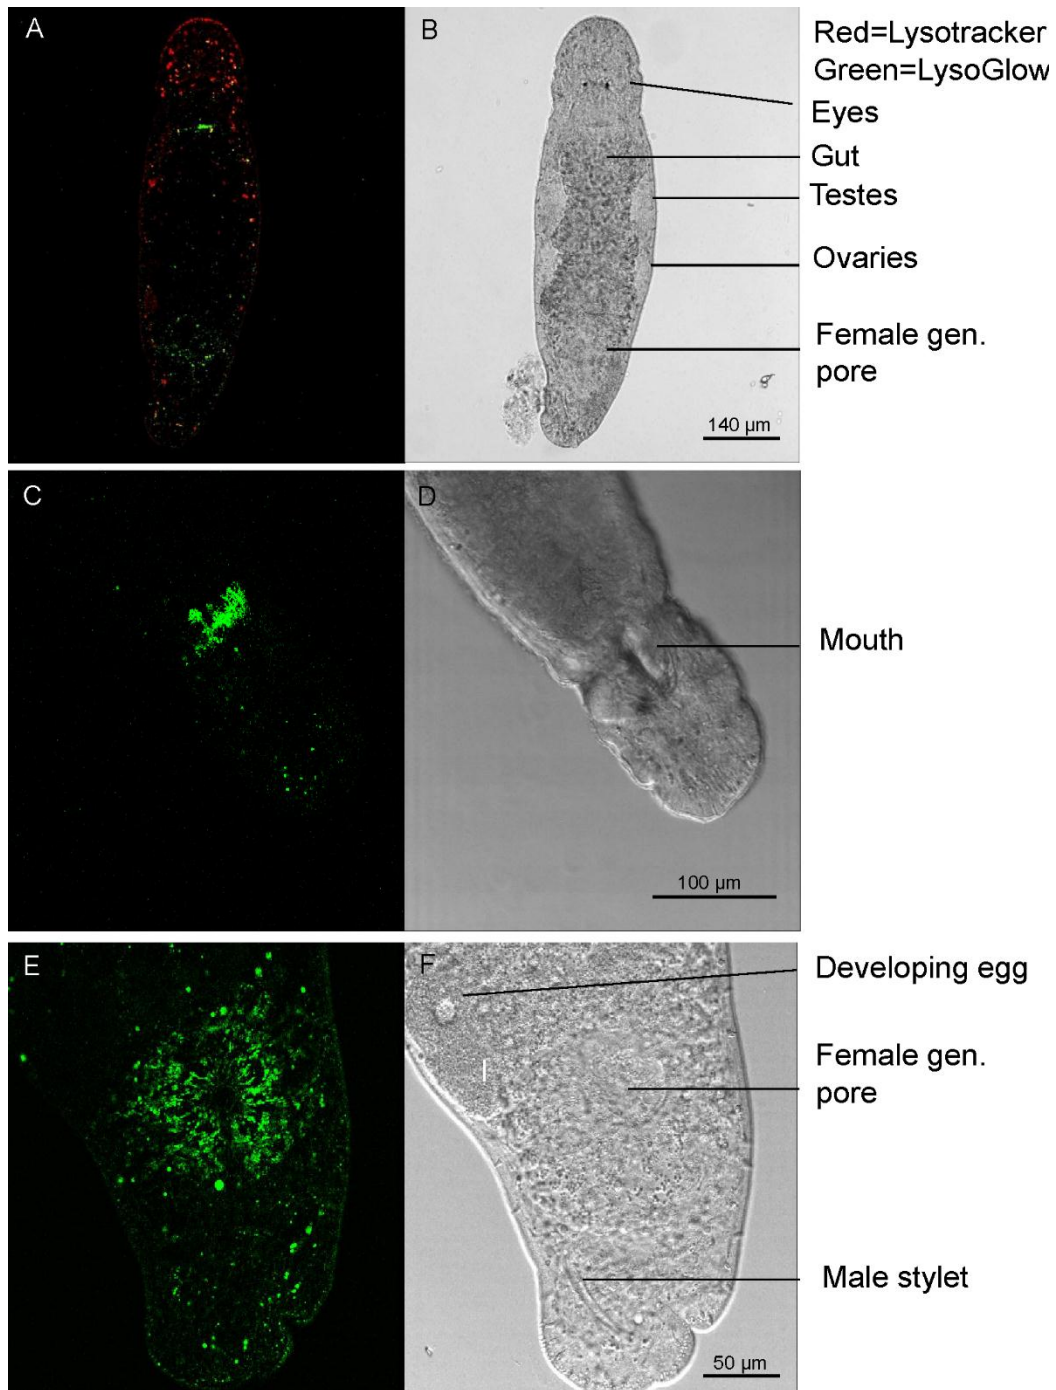 A
B
Red=Lysotracker
Green=LysoGlow
Eyes
Gut
Testes
Ovaries
Female gen.
pore
140 µm
C
D
Mouth
100 µm
E
F
Developing egg
Female gen.
pore
Male stylet
50 µm